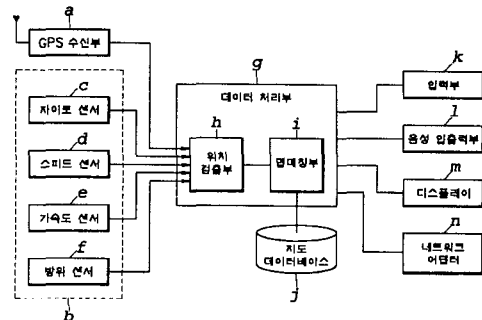 a
GPS 수신부
c
자이로 센서
d
스피드 센서
e
가속도 센서
f
방위 센서
b
g
데이터 처리부
h
위치
검출부
i
맵매칭부
지도
데이터베이스
j
k
입력부
l
음성 입출력부
m
디스플레이
n
네트워크
어댑터